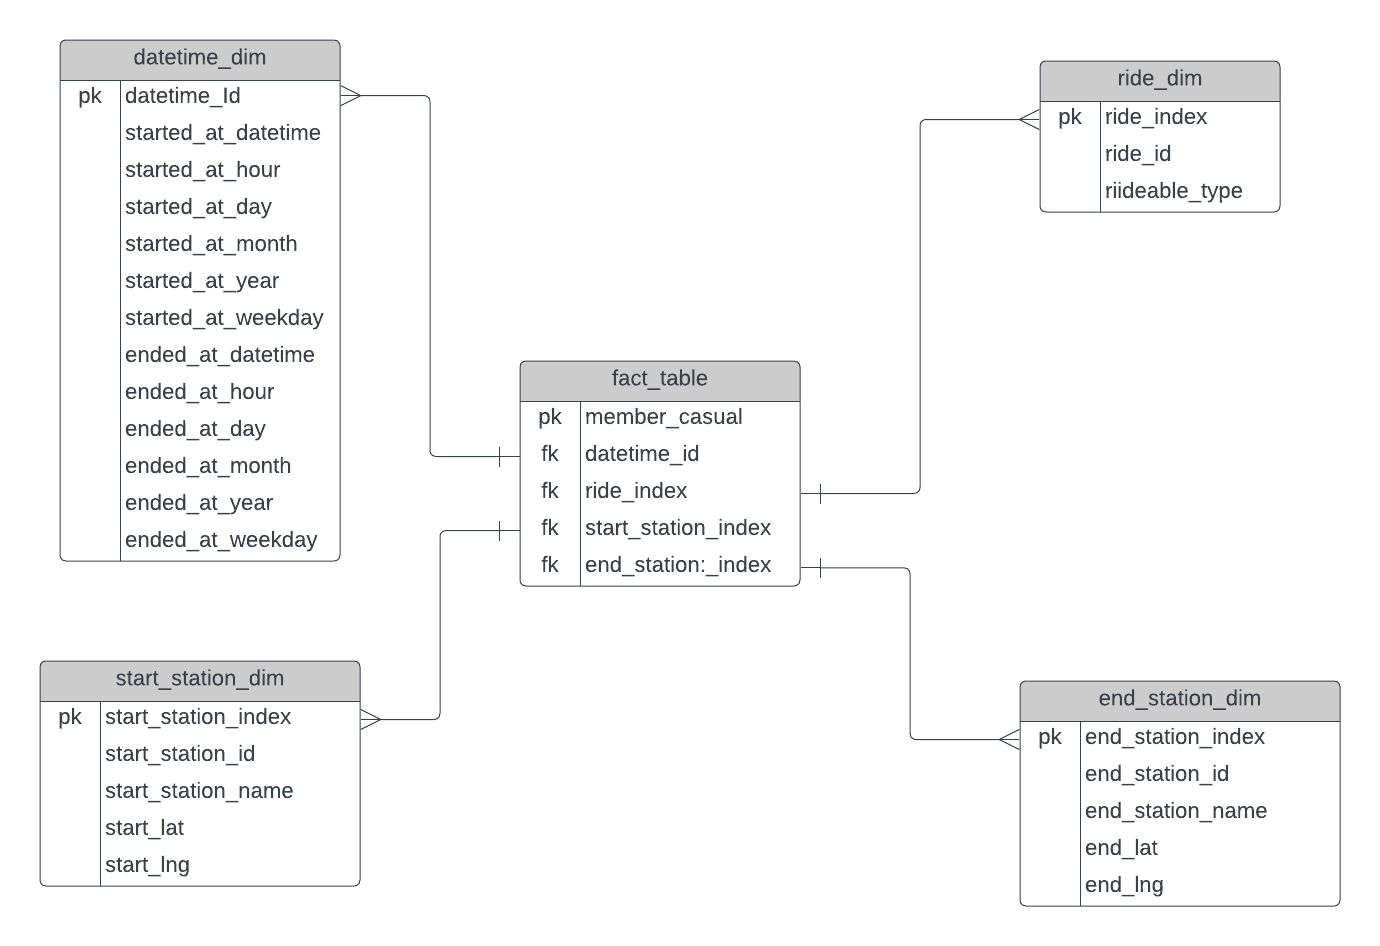 datetime_dim
pk datetime_Id
started_at_datetime
started_at_hour
started_at_day
started_at_month
started_at_year
started_at_weekday
ended_at_datetime
ended_at_hour
ended_at_day
ended_at_month
ended_at_year
ended_at_weekday
ride_dim
pk ride_index
ride_id
riideable_type
fact_table
pk member_casual
fk datetime_id
fk ride_index
fk start_station_index
fk end_station:_index
start_station_dim
pk start_station_index
start_station_id
start_station_name
start_lat
start_lng
end_station_dim
pk end_station_index
end_station_id
end_station_name
end_lat
end_lng